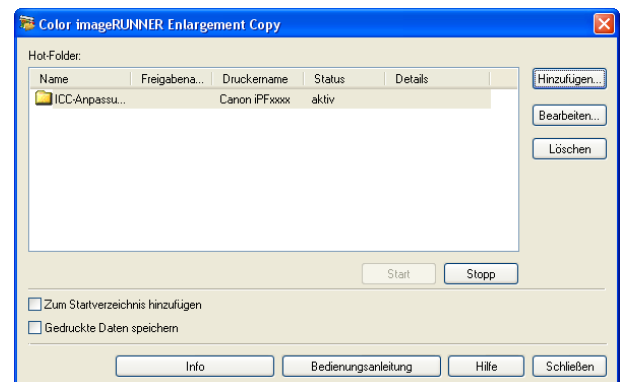 Color imageRUNNER Enlargement Copy
Hot-Folder:
Name Freigabena... Druckername Status Details
ICC-Anpassu... Canon iPFxxxx aktiv
Hinzufügen...
Bearbeiten...
Löschen
Start Stopp
Zum Startverzeichnis hinzufügen
Gedruckte Daten speichern
Info Bedienungsanleitung Hilfe Schließen